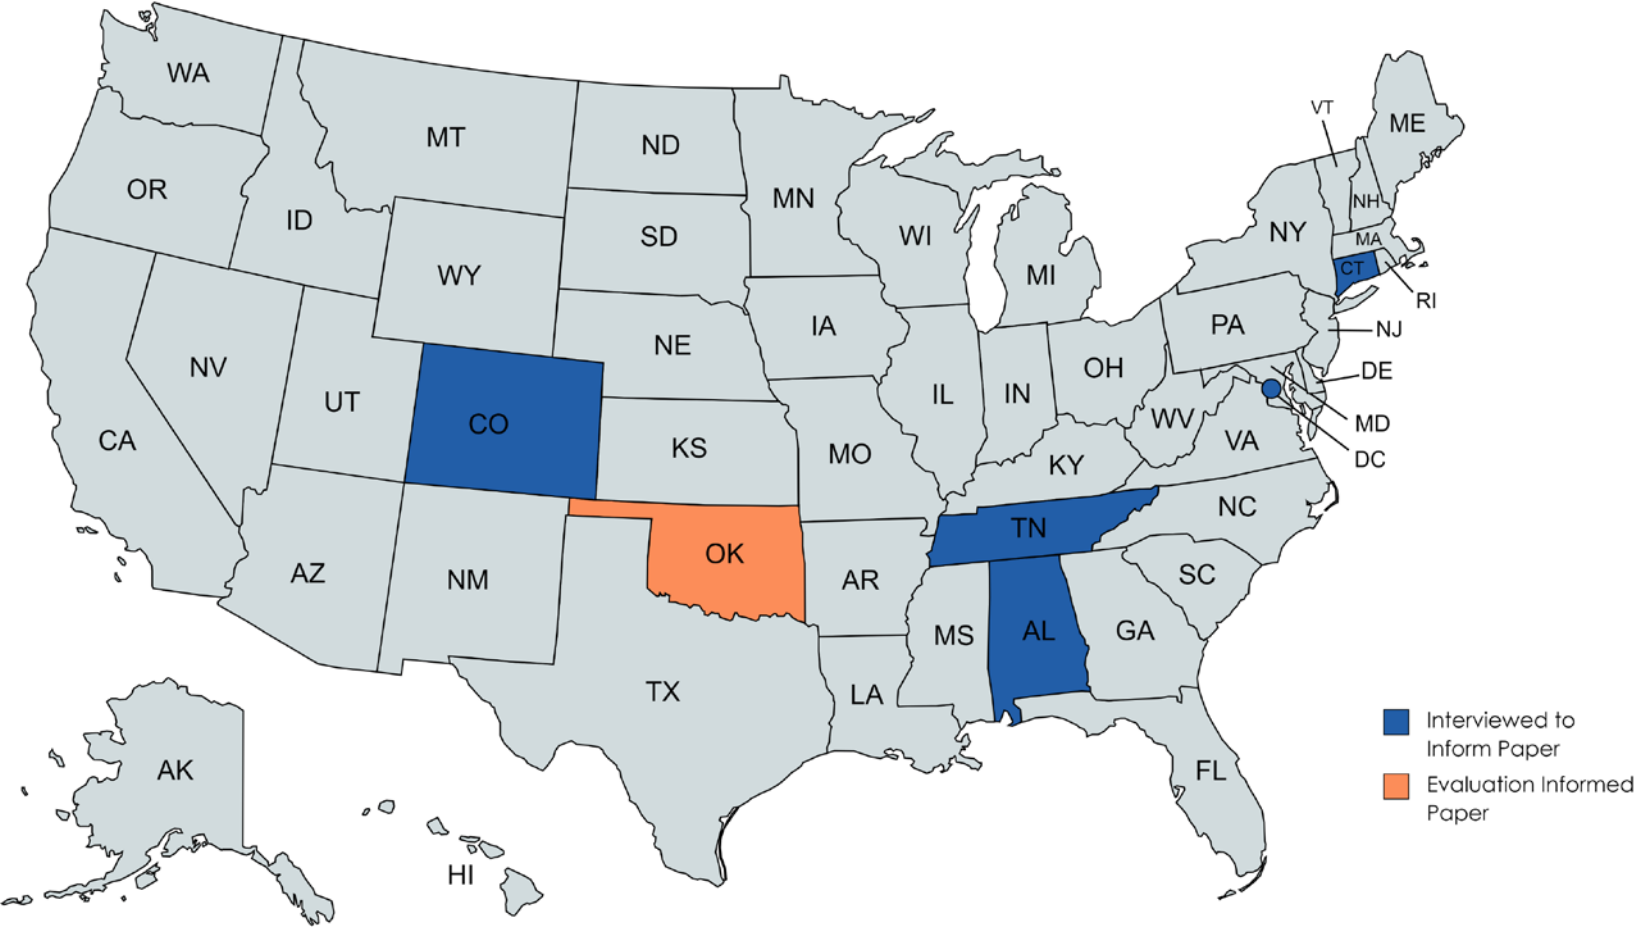 WA
MT
ND
MN
VT
ME
OR
ID
SD
WI
NH
NY
MA
WY
MI
CT
RI
IA
PA
NJ
NE
NV
OH
DE
UT
IL
IN
CO
WV
MD
CA
KS
MO
KY
VA
DC
TN
NC
OK
AZ
NM
AR
SC
MS
AL
GA
TX
LA
Interviewed to
Inform Paper
AK
FL
Evaluation Informed
Paper
HI